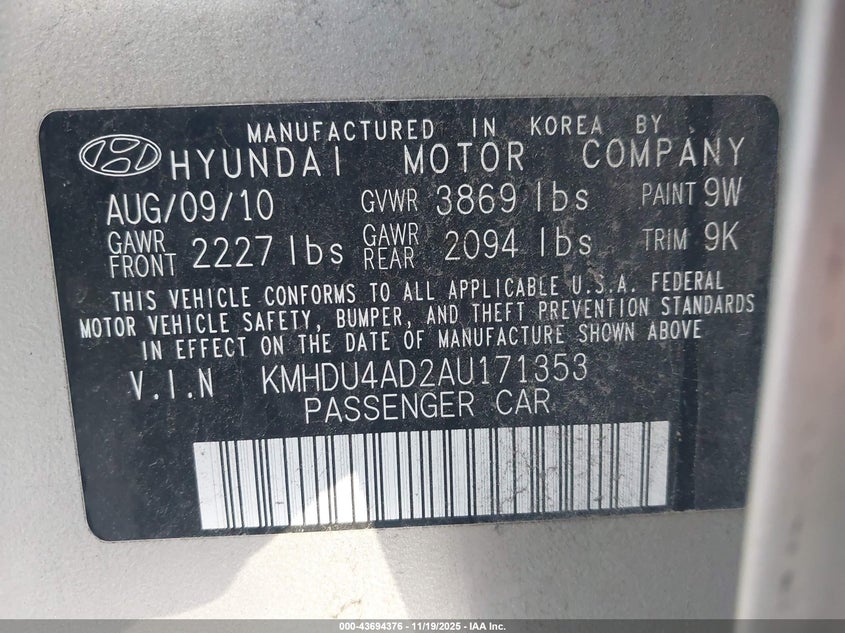 MANUFACTURED IN KOREA BY
HYUNDAI MOTOR COMPANY
AUG/09/10 GVWR 3869 lbs PAINT 9W
GAWR FRONT 2227 lbs GAWR REAR 2094 lbs TRIM 9K
THIS VEHICLE CONFORMS TO ALL APPLICABLE U.S.A. FEDERAL
MOTOR VEHICLE SAFETY, BUMPER, AND THEFT PREVENTION STANDARDS
IN EFFECT ON THE DATE OF MANUFACTURE SHOWN ABOVE
V.I.N KMHDU4AD2AU171353
PASSENGER CAR
000-43694376 - 11/19/2025 - IAA Inc.